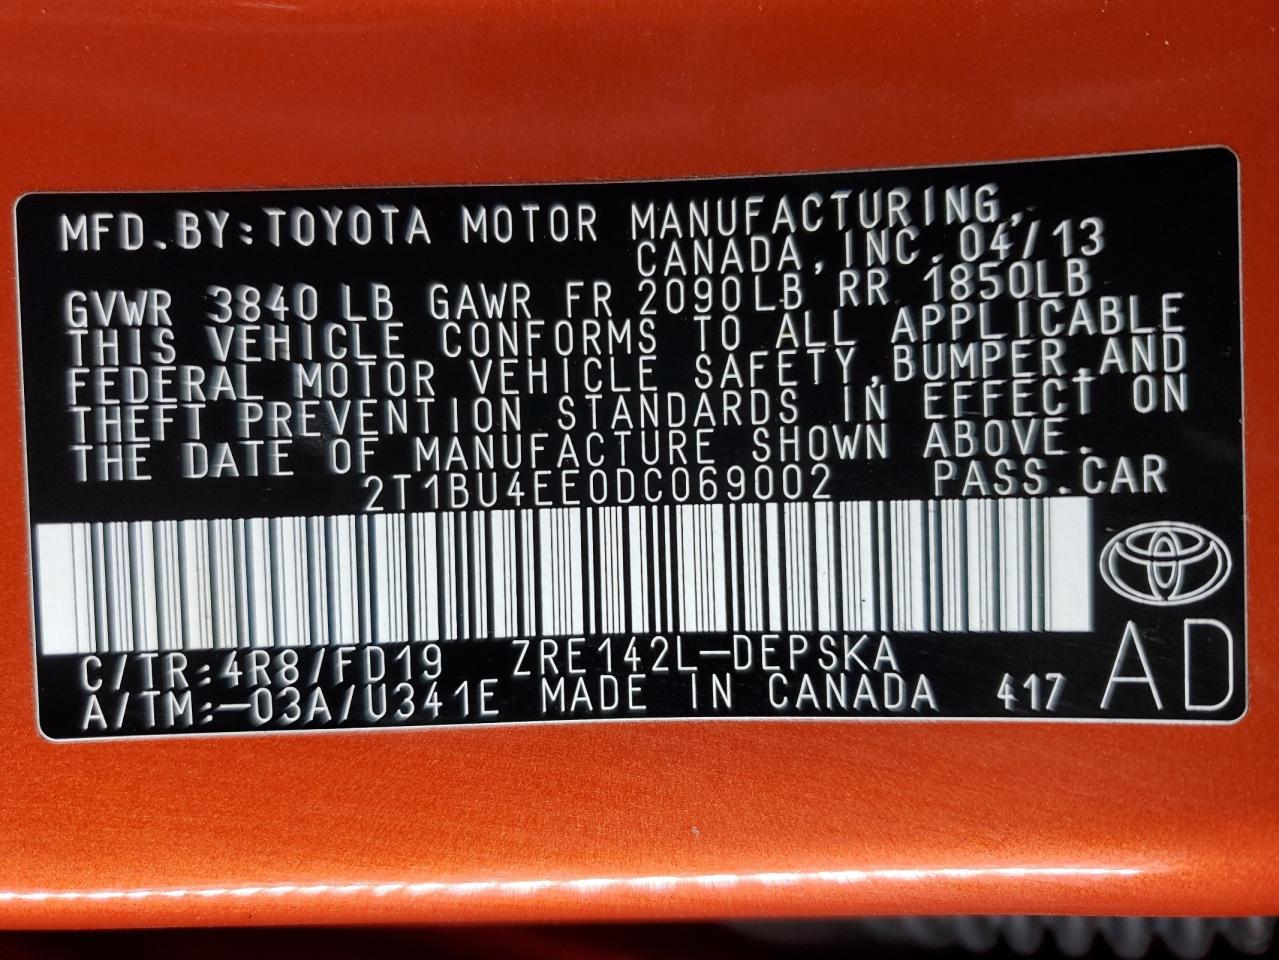 MFD.BY:TOYOTA MOTOR MANUFACTURING,
CANADA,INC.04/13
GVWR 3840LB GAWR FR 2090LB RR 1850LB
THIS VEHICLE CONFORMS TO ALL APPLICABLE
FEDERAL MOTOR VEHICLE SAFETY,BUMPER,AND
THEFT PREVENTION STANDARDS IN EFFECT ON
THE DATE OF MANUFACTURE SHOWN ABOVE.
2T1BU4EE0DC069002 PASS.CAR
C/TR:4R8/FD19 ZRE142L-DEPSKA
A/TM:-03A/U341E MADE IN CANADA 417 AD